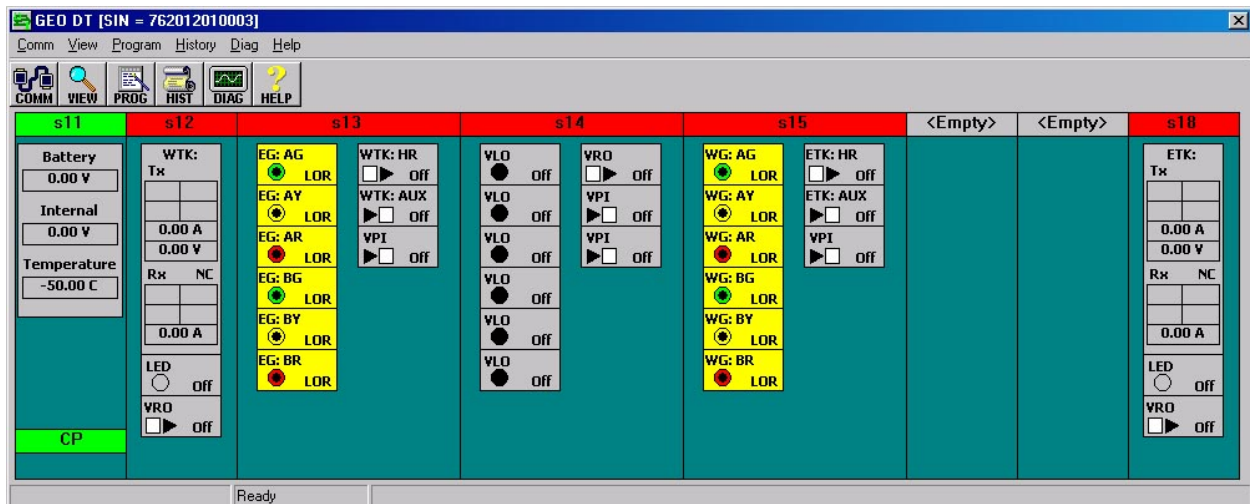 GEO DT [SIN = 762012010003]
Comm View Program History Diag Help
COMM VIEW PROG HIST DIAG HELP
s11 s12 s13 s14 s15 <Empty> <Empty> s18
Battery
0.00 V
Internal
0.00 V
Temperature
-50.00 C
CP
WTK:
Tx
0.00 A
0.00 V
Rx NC
0.00 A
LED
Off
VRO
Off
EG: AG
LOR
EG: AY
LOR
EG: AR
LOR
EG: BG
LOR
EG: BY
LOR
EG: BR
LOR
WTK: HR
Off
WTK: AUX
Off
VPI
Off
VLO
Off
VLO
Off
VLO
Off
VLO
Off
VLO
Off
VLO
Off
VRO
Off
VPI
Off
VPI
Off
WG: AG
LOR
WG: AY
LOR
WG: AR
LOR
WG: BG
LOR
WG: BY
LOR
WG: BR
LOR
ETK: HR
Off
ETK: AUX
Off
VPI
Off
ETK:
Tx
0.00 A
0.00 V
Rx NC
0.00 A
LED
Off
VRO
Off
Ready